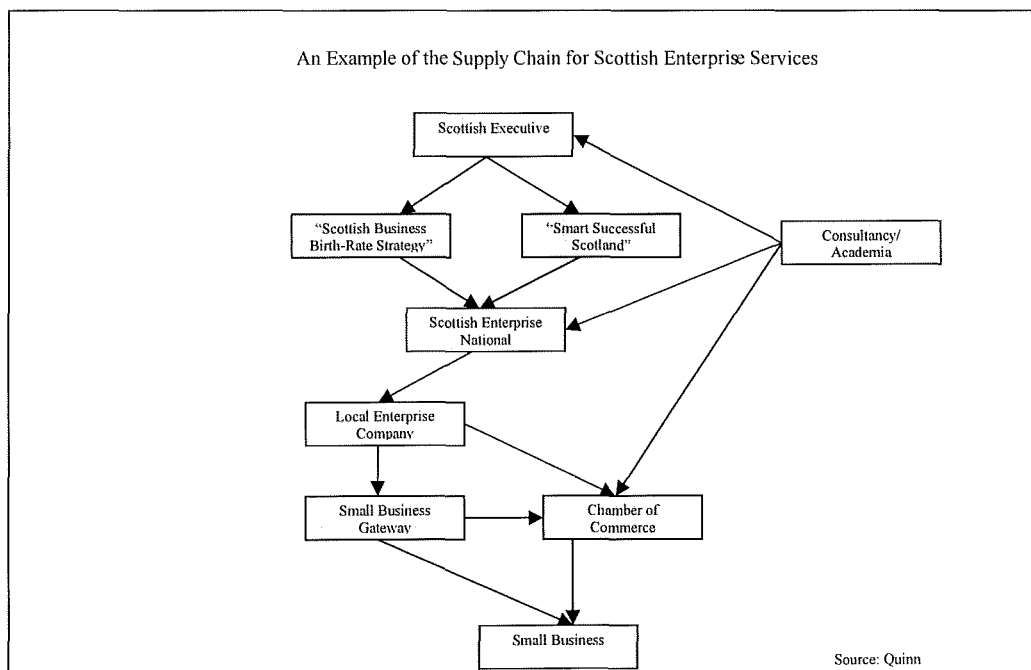 An Example of the Supply Chain for Scottish Enterprise Services
Scottish Executive
“Scottish Business
Birth-Rate Strategy”
“Smart Successful
Scotland”
Consultancy/
Academia
Scottish Enterprise
National
Local Enterprise
Company
Small Business
Gateway
Chamber of
Commerce
Small Business
Source: Quinn